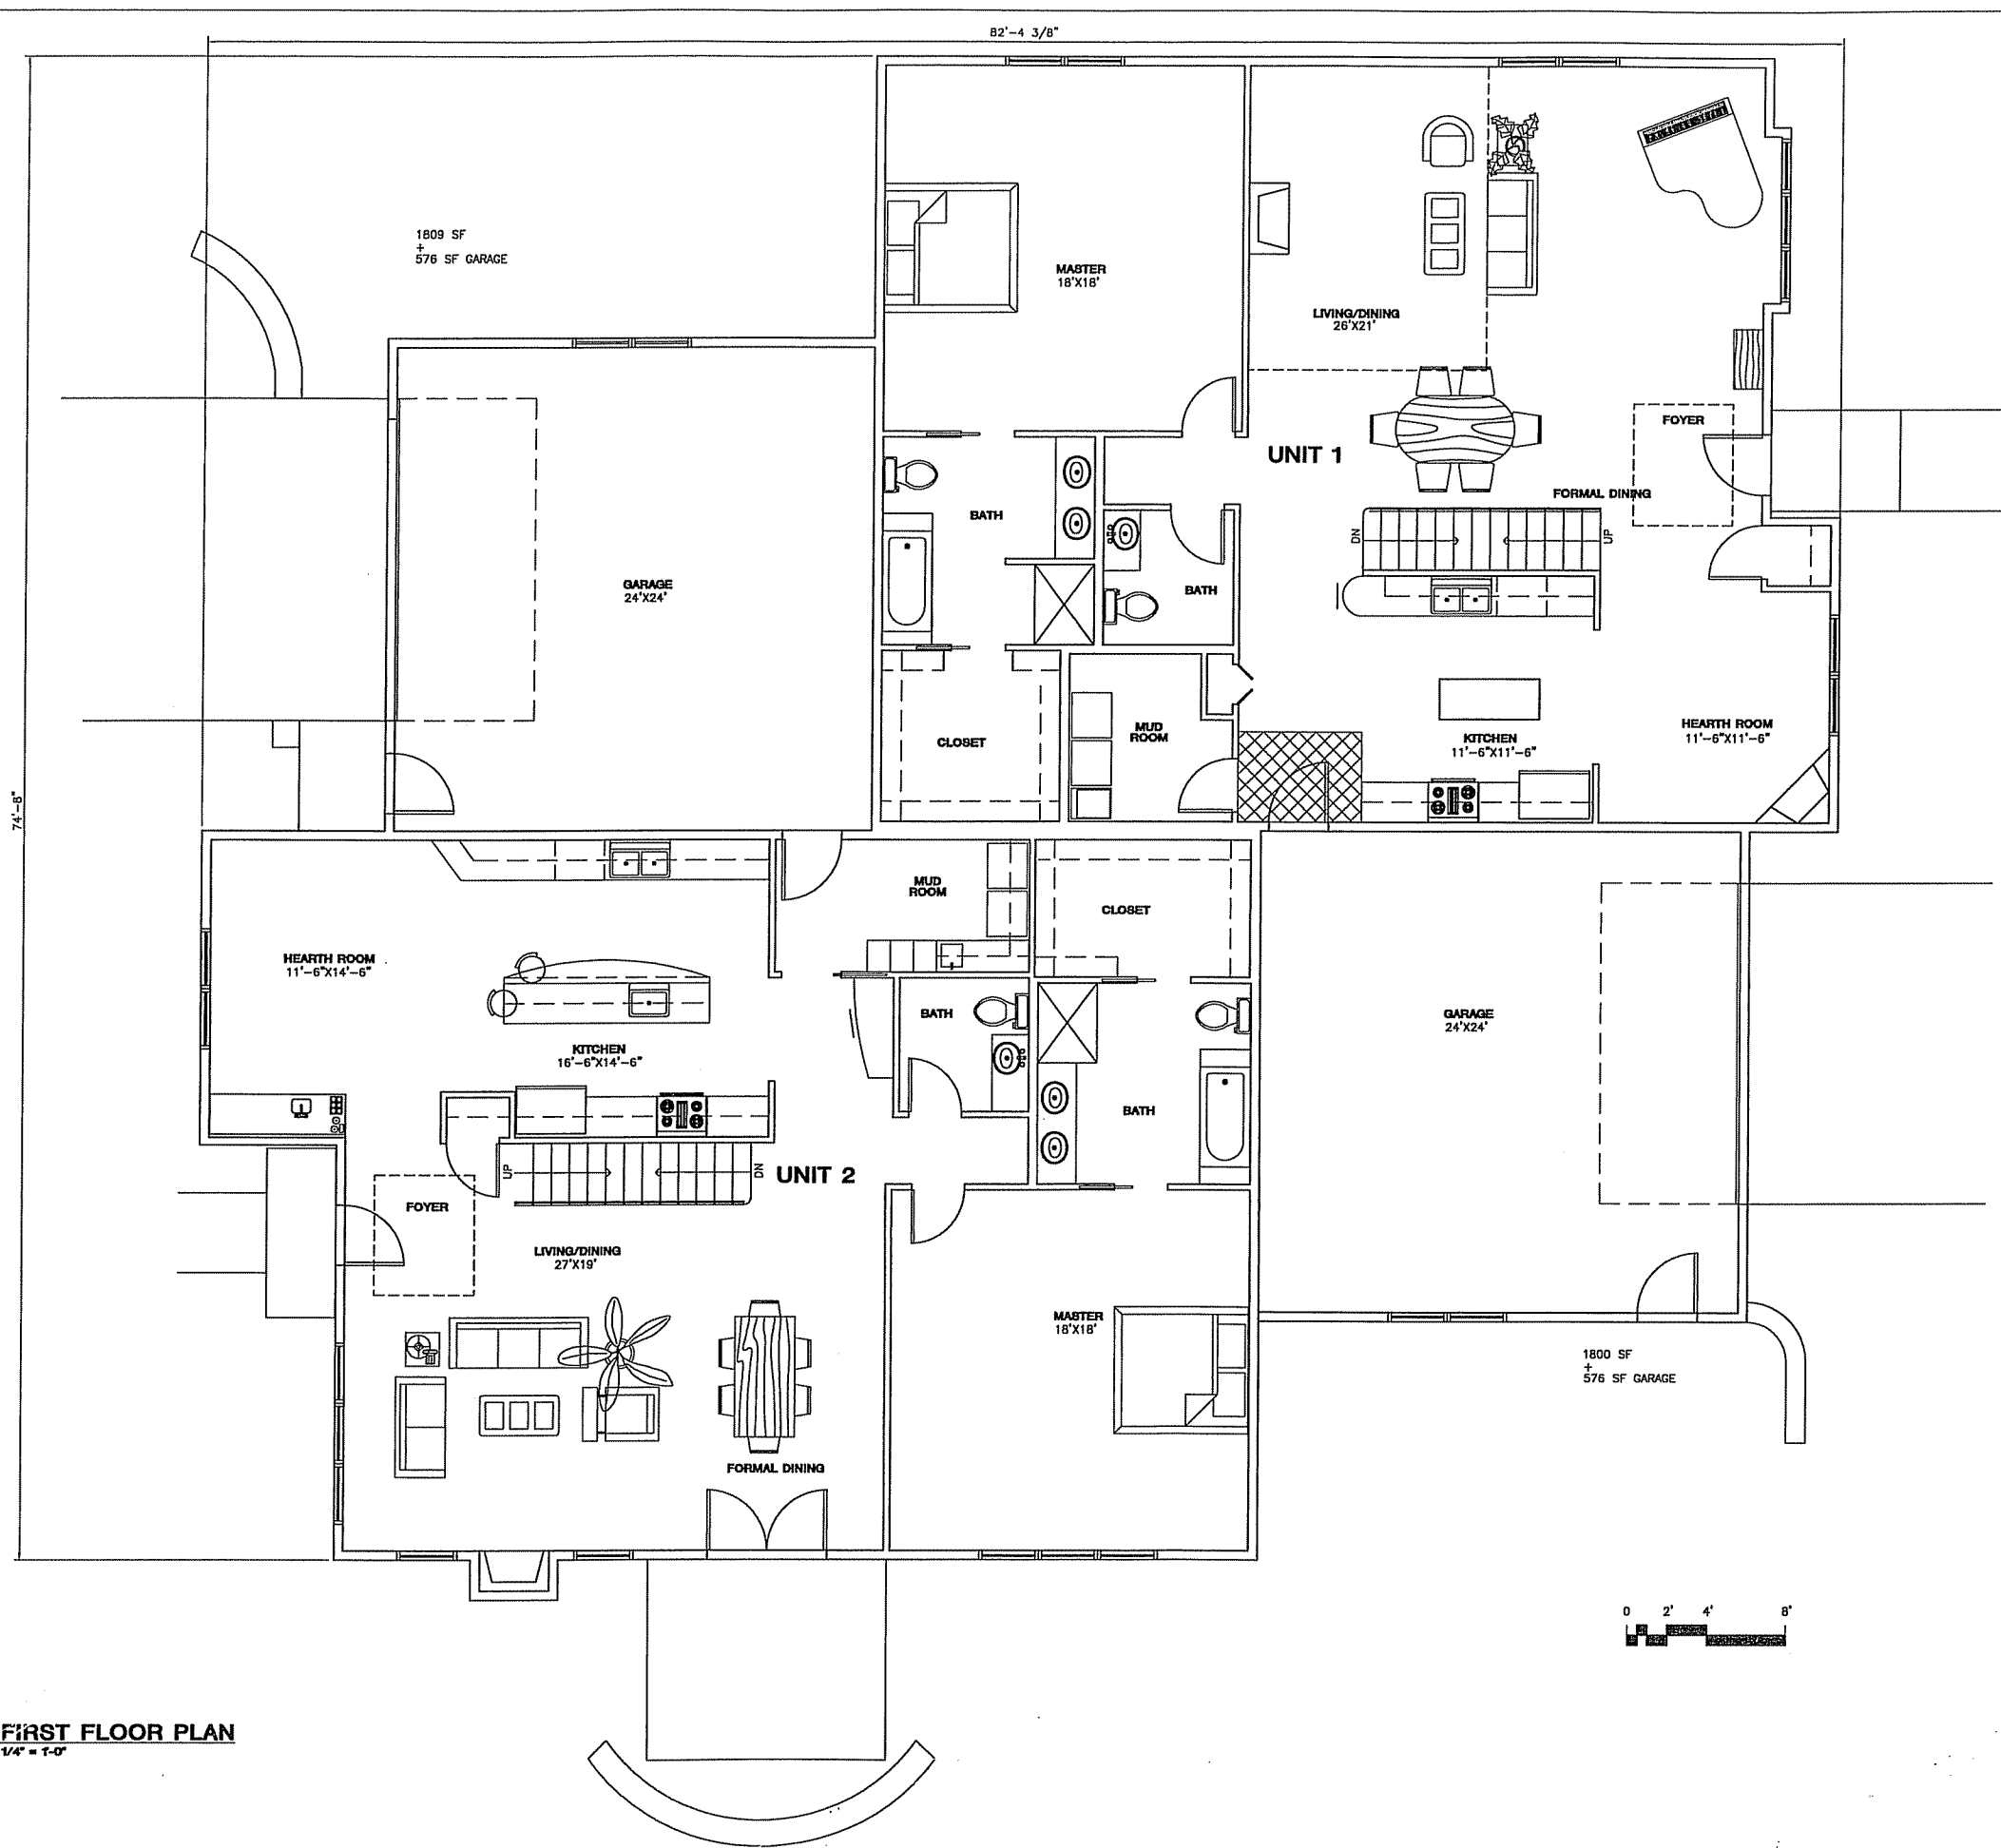 82'-4 3/8"
1809 SF
+
576 SF GARAGE
MASTER
18'X18'
LIVING/DINING
26'X21'
FOYER
UNIT 1
FORMAL DINING
BATH
DN
UP
GARAGE
24'X24'
BATH
CLOSET
MUD
ROOM
KITCHEN
11'-6"X11'-6"
HEARTH ROOM
11'-6"X11'-6"
74'-8"
MUD
ROOM
CLOSET
HEARTH ROOM
11'-6"X14'-6"
BATH
GARAGE
24'X24'
KITCHEN
16'-6"X14'-6"
BATH
UP
DN
UNIT 2
FOYER
LIVING/DINING
27'X19'
MASTER
18'X18'
1800 SF
+
576 SF GARAGE
FORMAL DINING
0 2' 4' 8'
FIRST FLOOR PLAN
1/4" = 1'-0"